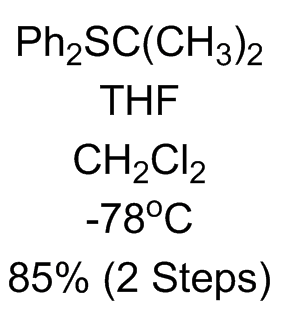 Ph₂SC(CH₃)₂
THF
CH₂Cl₂
-78ºC
85% (2 Steps)